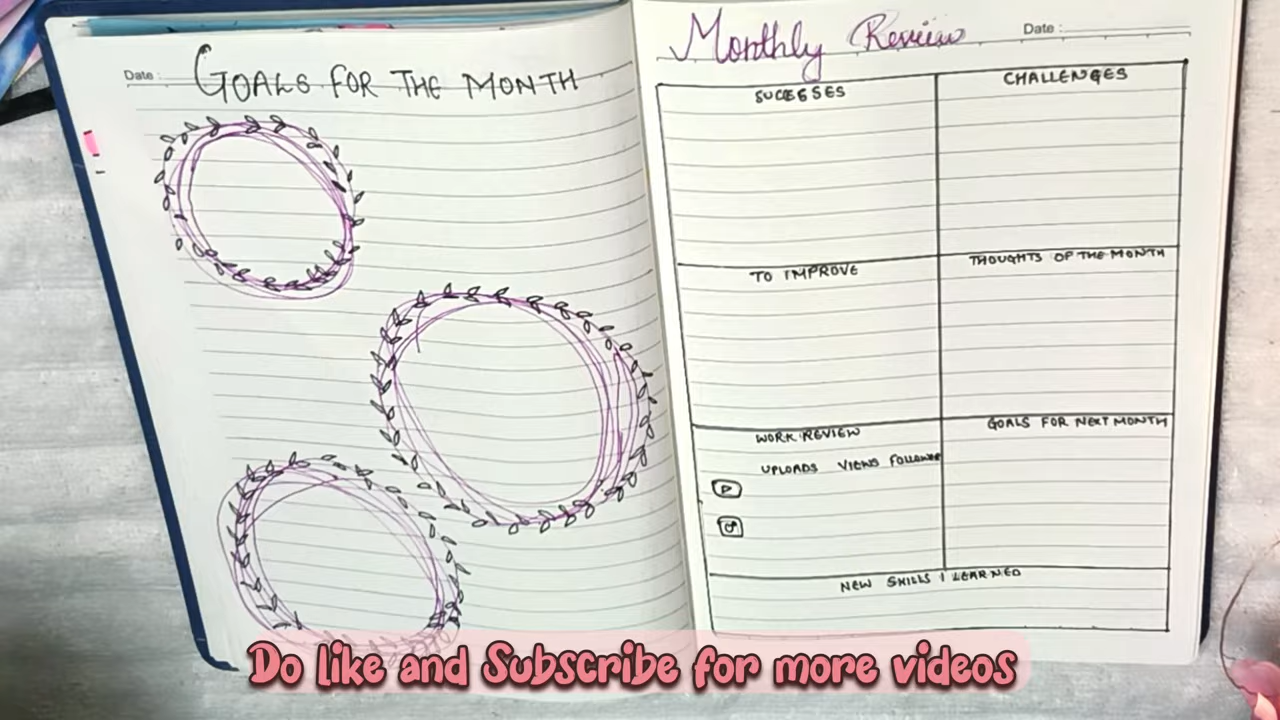 Date :
GOALS FOR THE MONTH
Monthly Review
Date :
SUCCESSES
CHALLENGES
TO IMPROVE
THOUGHTS OF THE MONTH
WORK REVIEW
UPLOADS VIEWS FOLLOWER
GOALS FOR NEXT MONTH
NEW SKILLS I LEARNED
Do like and Subscribe for more videos